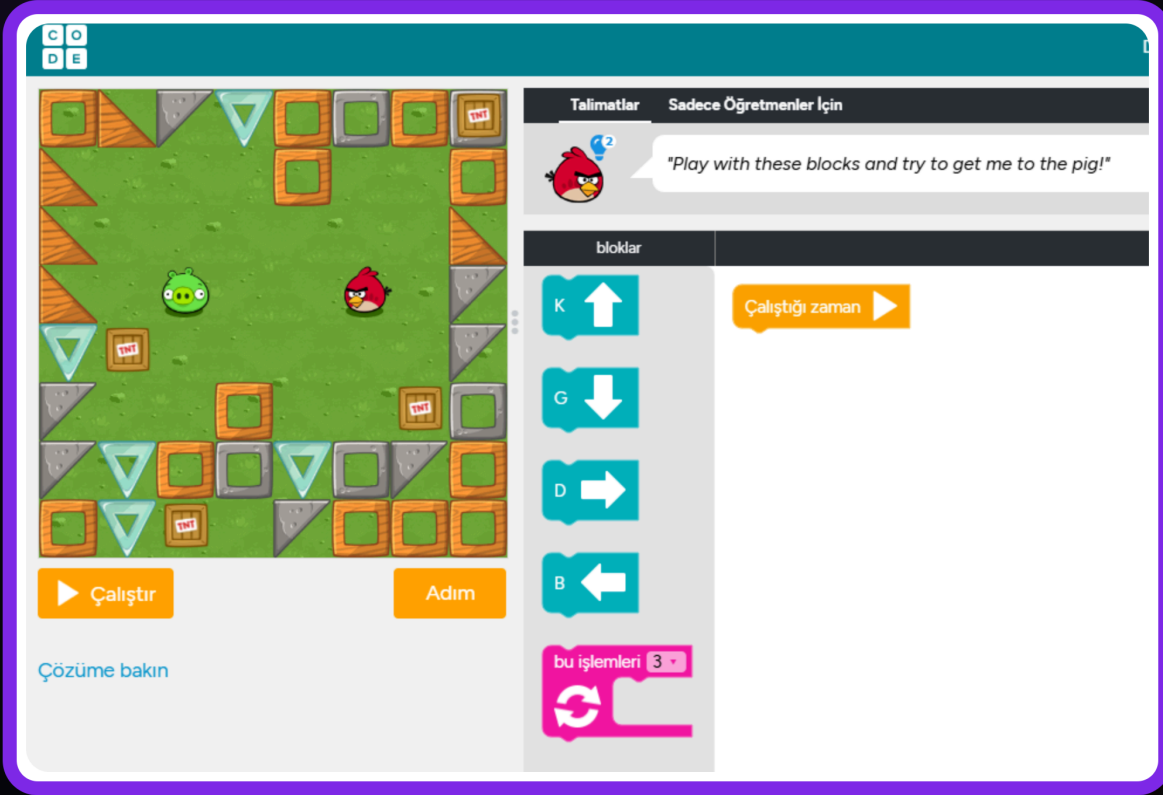 C O
D E
Talimatlar Sadece Öğretmenler İçin
2
"Play with these blocks and try to get me to the pig!"
bloklar
TNT
K
Çalıştığı zaman
TNT
G
TNT
D
TNT
B
Çalıştır
Adım
bu işlemleri 3
Çözüme bakın